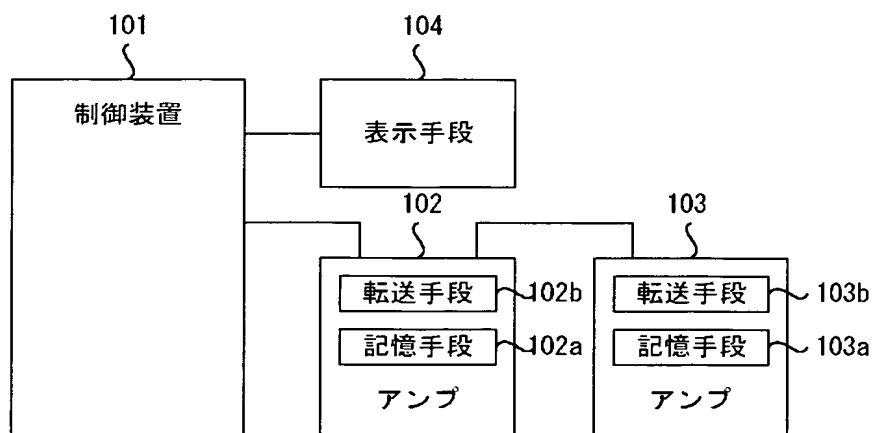 101
104
制御装置
表示手段
102
103
転送手段
102b
転送手段
103b
記憶手段
102a
記憶手段
103a
アンプ
アンプ